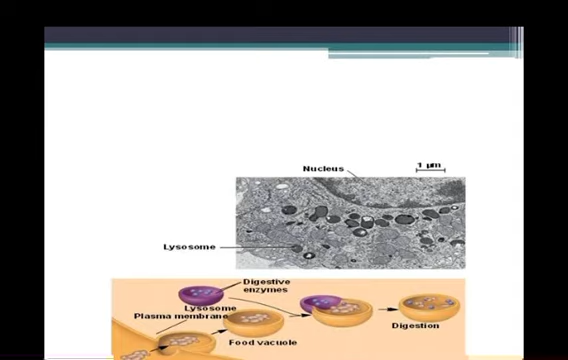 Nucleus
1 µm
Lysosome
Digestive
enzymes
Lysosome
Plasma membrane
Food vacuole
Digestion